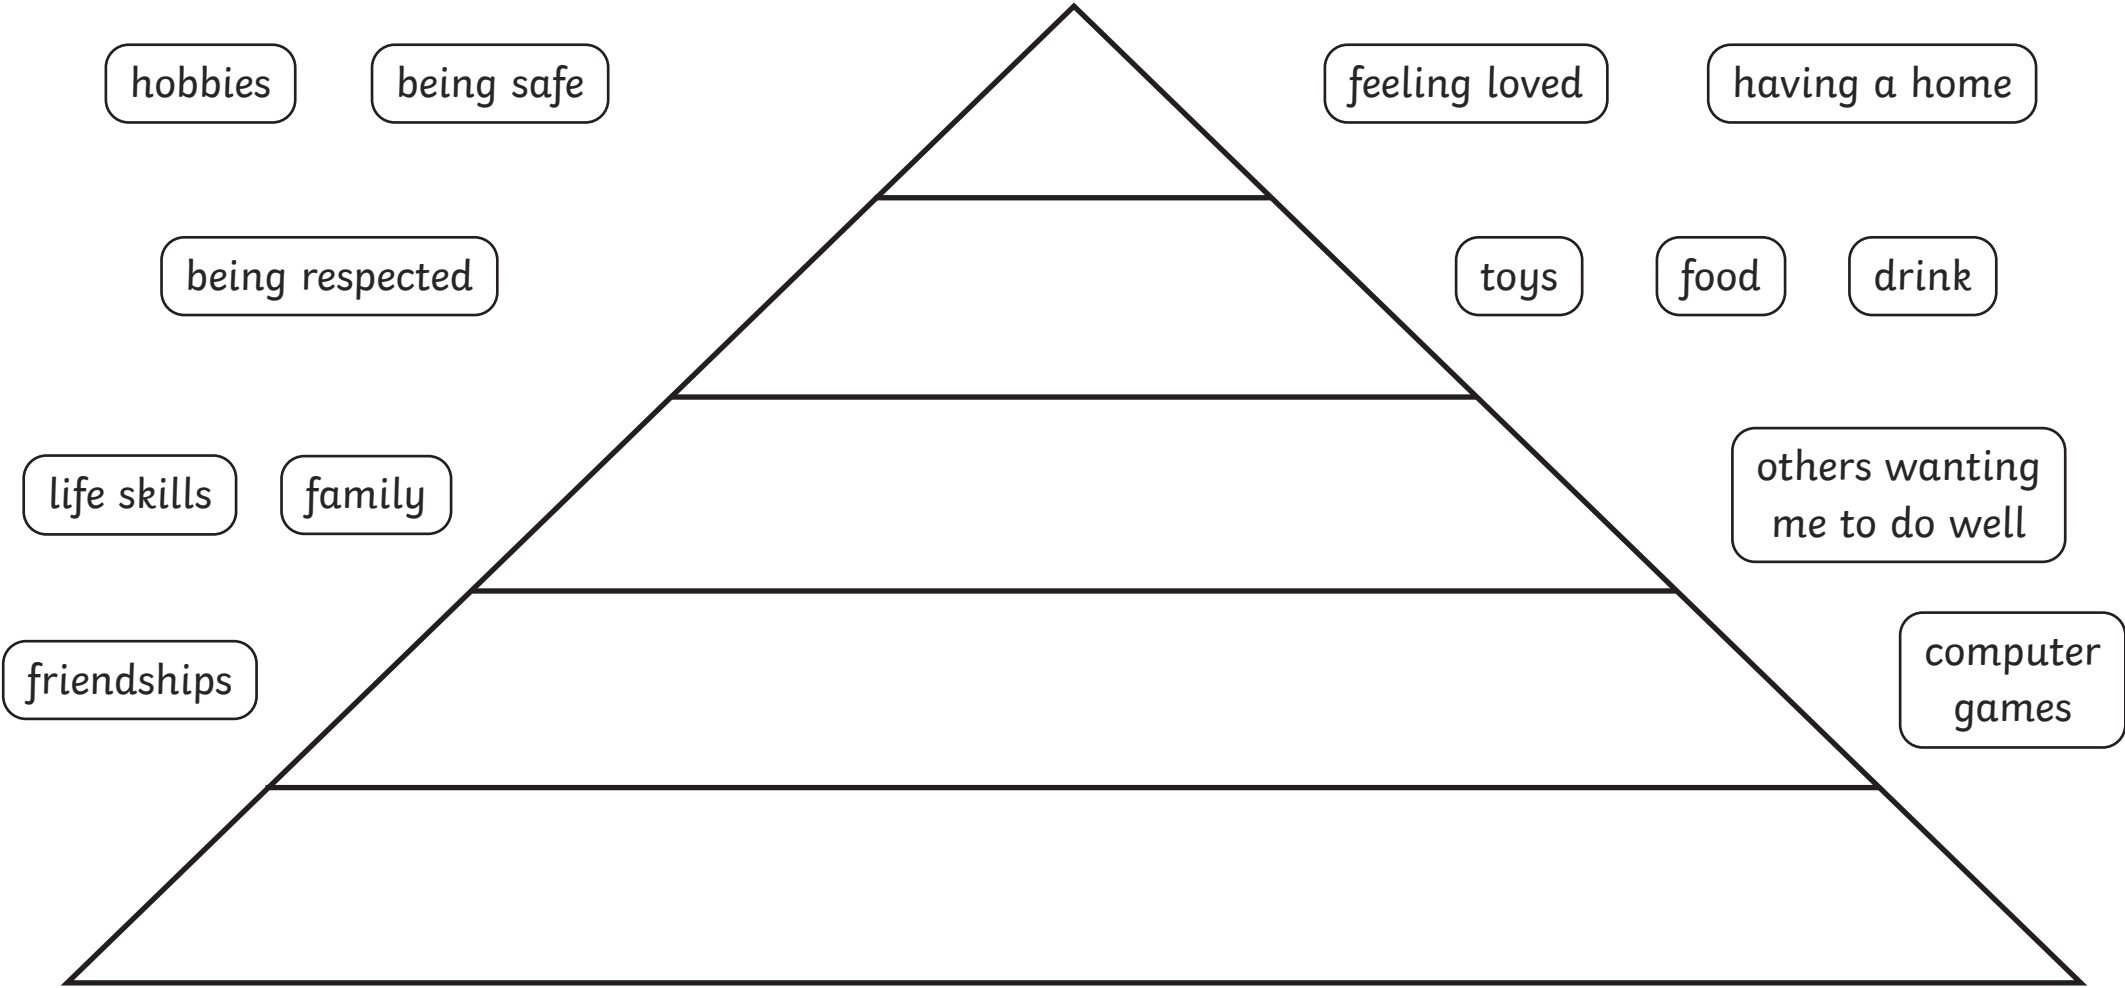 hobbies
being safe
feeling loved
having a home
being respected
toys
food
drink
life skills
family
others wanting
me to do well
friendships
computer
games